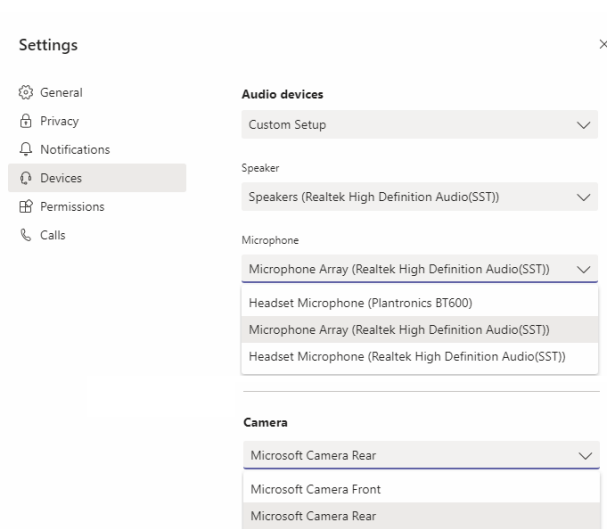 Settings
General
Privacy
Notifications
Devices
Permissions
Calls
Audio devices
Custom Setup
Speaker
Speakers (Realtek High Definition Audio(SST))
Microphone
Microphone Array (Realtek High Definition Audio(SST))
Headset Microphone (Plantronics BT600)
Microphone Array (Realtek High Definition Audio(SST))
Headset Microphone (Realtek High Definition Audio(SST))
Camera
Microsoft Camera Rear
Microsoft Camera Front
Microsoft Camera Rear